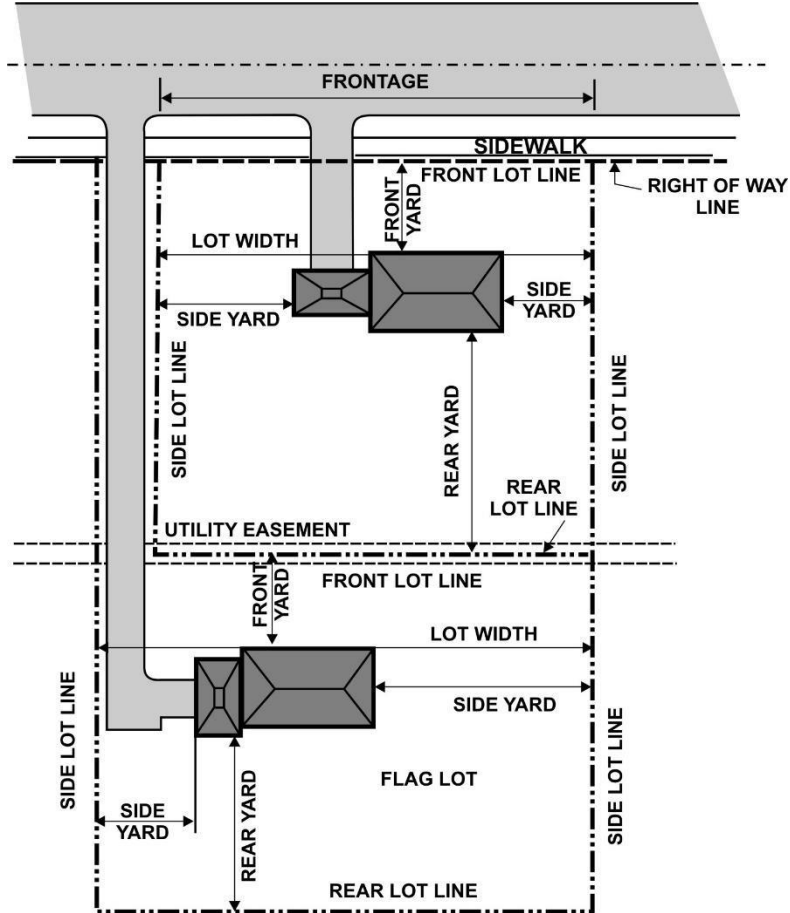 FRONTAGE
SIDEWALK
FRONT LOT LINE
RIGHT OF WAY
LINE
FRONT
YARD
LOT WIDTH
SIDE YARD
SIDE
YARD
SIDE LOT LINE
REAR YARD
SIDE LOT LINE
REAR
LOT LINE
UTILITY EASEMENT
FRONT LOT LINE
FRONT
YARD
LOT WIDTH
SIDE YARD
SIDE LOT LINE
SIDE LOT LINE
FLAG LOT
SIDE
YARD
REAR YARD
REAR LOT LINE